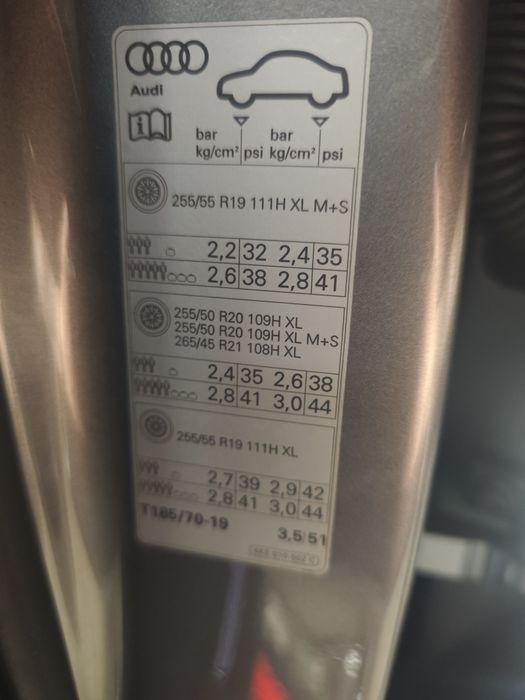 Audi
bar bar
kg/cm² psi kg/cm² psi
255/55 R19 111H XL M+S
2,2 32 2,4 35
2,6 38 2,8 41
255/50 R20 109H XL
255/50 R20 109H XL M+S
265/45 R21 108H XL
2,4 35 2,6 38
2,8 41 3,0 44
255/55 R19 111H XL
2,7 39 2,9 42
2,8 41 3,0 44
T185/70-19 3.5/51